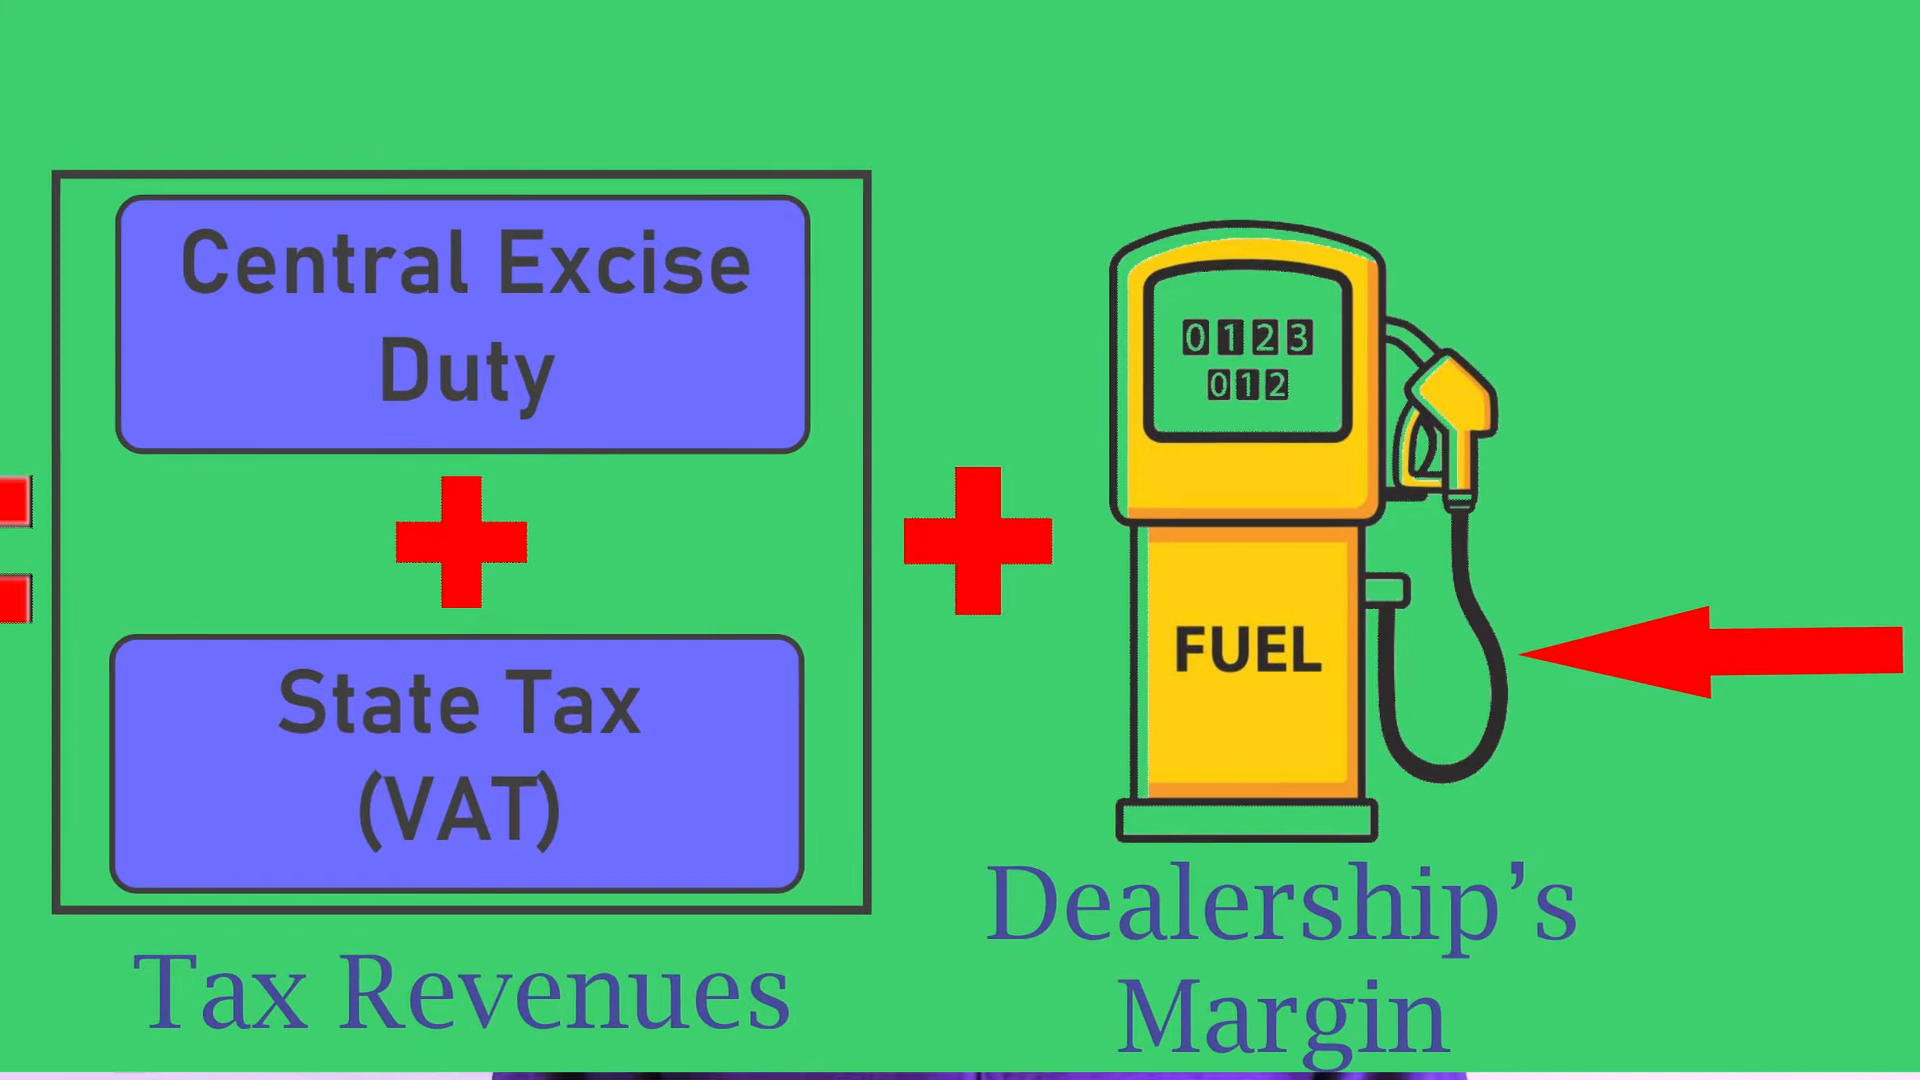 Central Excise
Duty
State Tax
(VAT)
Tax Revenues
0123
012
FUEL
Dealership’s
Margin